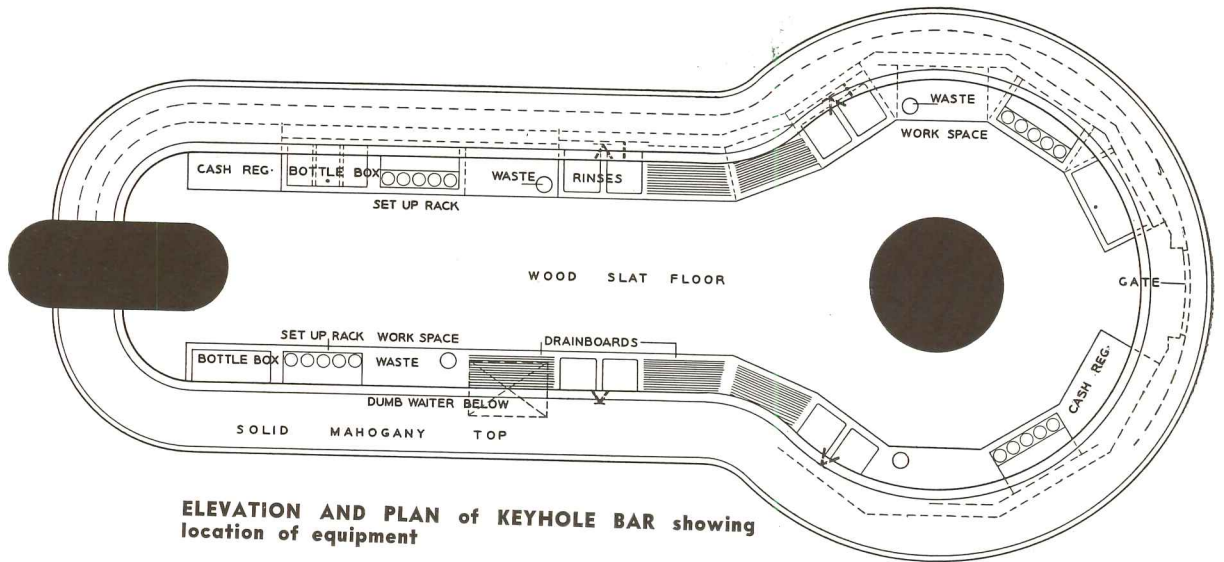 WASTE
WORK SPACE
CASH REG.
BOTTLE BOX
WASTE
RINSES
SET UP RACK
WOOD SLAT FLOOR
GATE
SET UP RACK WORK SPACE
DRAINBOARDS
BOTTLE BOX
WASTE
CASH REG.
DUMB WAITER BELOW
SOLID MAHOGANY TOP
ELEVATION AND PLAN of KEYHOLE BAR showing
location of equipment